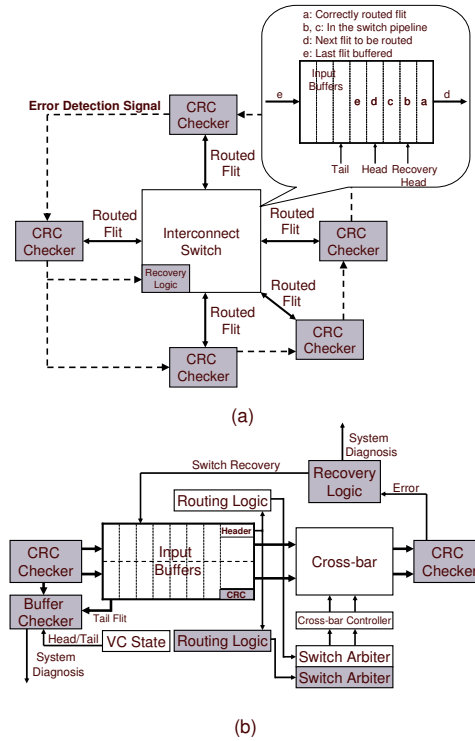 a: Correctly routed flit
b, c: In the switch pipeline
d: Next flit to be routed
e: Last flit buffered
Input
Buffers
e d c b a
e
d
Tail
Head
Recovery
Head
Error Detection Signal
CRC
Checker
Routed
Flit
CRC
Checker
Routed
Flit
Interconnect
Switch
Recovery
Logic
Routed
Flit
CRC
Checker
Routed
Flit
Routed
Flit
CRC
Checker
CRC
Checker
(a)
System
Diagnosis
Switch Recovery
Recovery
Logic
Error
Routing Logic
CRC
Checker
Input
Buffers
Header
CRC
Cross-bar
CRC
Checker
Buffer
Checker
Tail Flit
Cross-bar Controller
Head/Tail
VC State
Routing Logic
System
Diagnosis
Switch Arbiter
Switch Arbiter
(b)